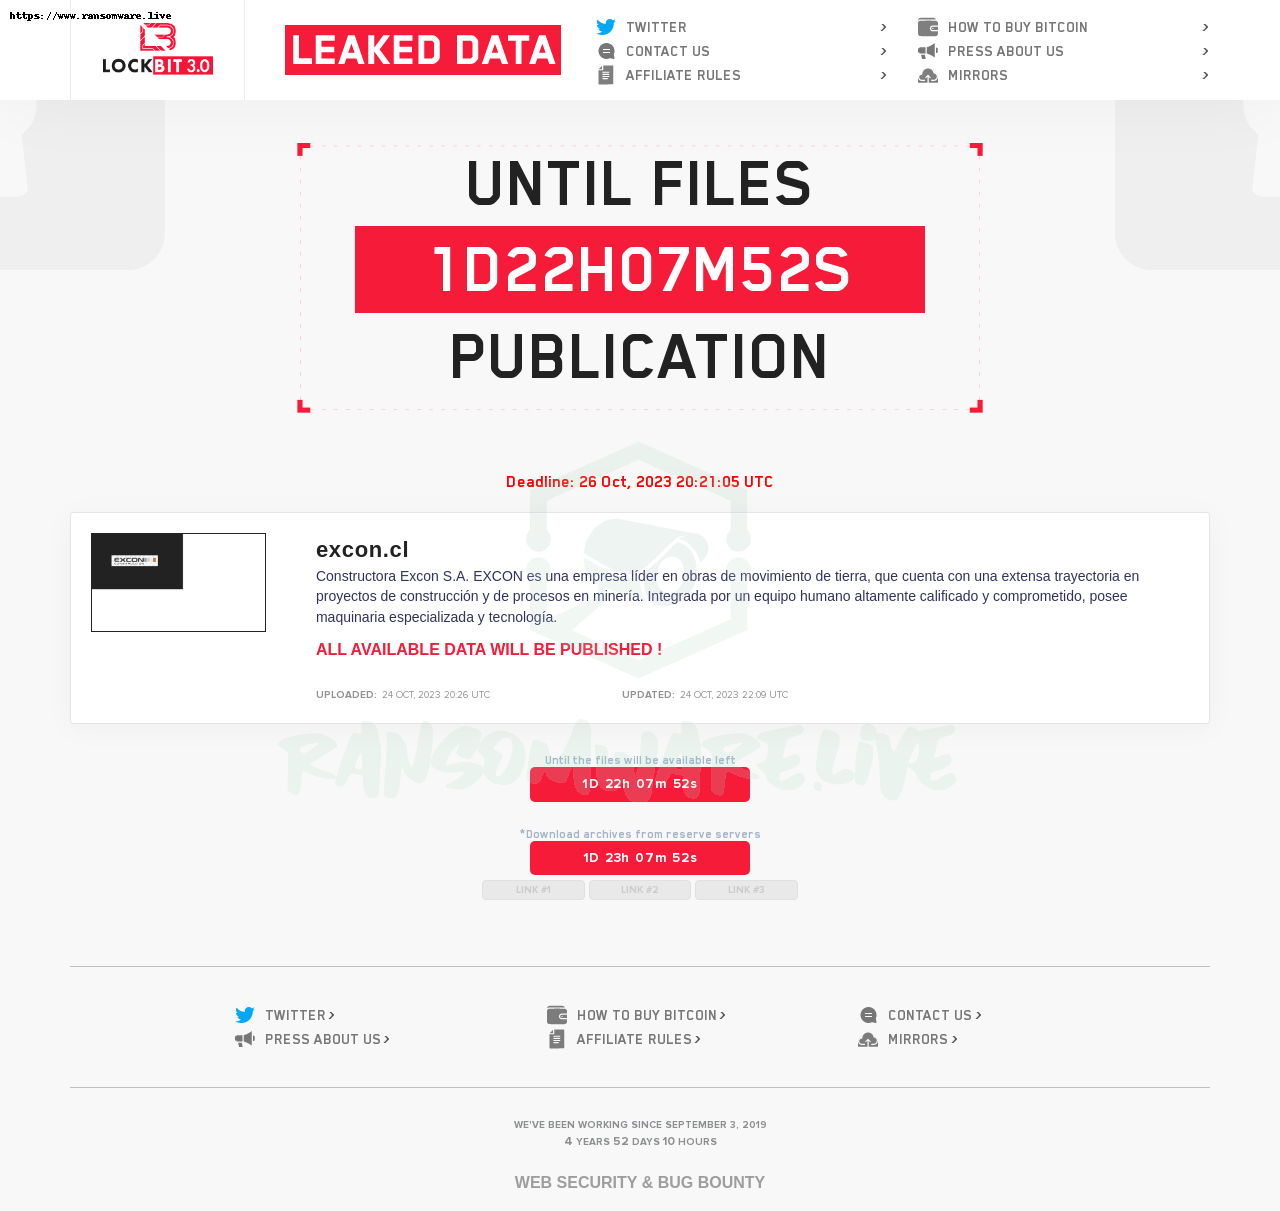 https://www.ransomware.live
LOCKBIT 3.0
LEAKED DATA
TWITTER
CONTACT US
AFFILIATE RULES
HOW TO BUY BITCOIN
PRESS ABOUT US
MIRRORS
UNTIL FILES
1D22H07M52S
PUBLICATION
Deadline: 26 Oct, 2023 20:21:05 UTC
excon.cl
EXCON
Constructora Excon S.A. EXCON es una empresa líder en obras de movimiento de tierra, que cuenta con una extensa trayectoria en
proyectos de construcción y de procesos en minería. Integrada por un equipo humano altamente calificado y comprometido, posee
maquinaria especializada y tecnología.
ALL AVAILABLE DATA WILL BE PUBLISHED !
UPLOADED: 24 OCT, 2023 20:26 UTC
UPDATED: 24 OCT, 2023 22:09 UTC
RANSOMWARE.LIVE
Until the files will be available left
1D 22h 07m 52s
*Download archives from reserve servers
1D 23h 07m 52s
LINK #1
LINK #2
LINK #3
TWITTER
HOW TO BUY BITCOIN
CONTACT US
PRESS ABOUT US
AFFILIATE RULES
MIRRORS
WE'VE BEEN WORKING SINCE SEPTEMBER 3, 2019
4 YEARS 52 DAYS 10 HOURS
WEB SECURITY & BUG BOUNTY